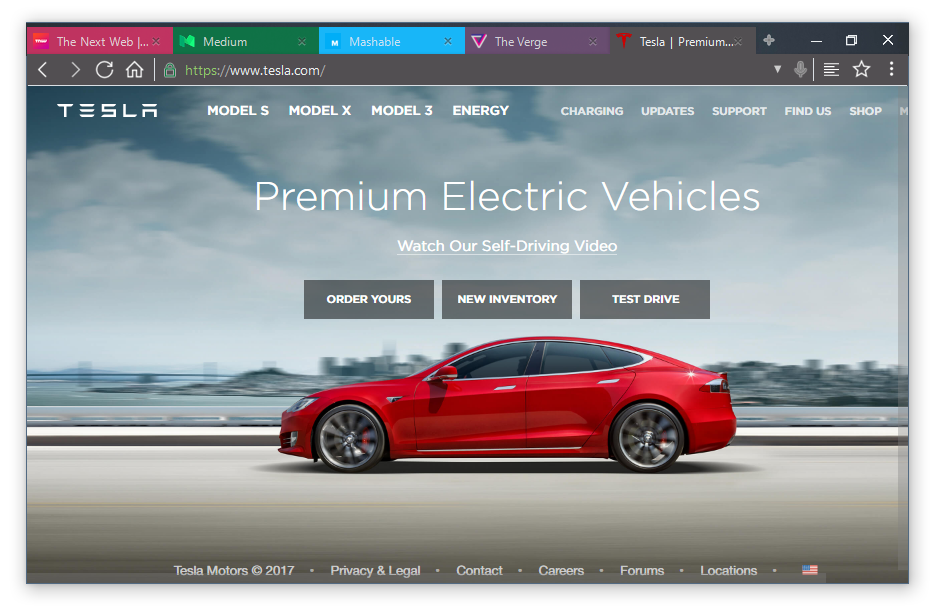 The Next Web |...
Medium
Mashable
The Verge
Tesla | Premium...
https://www.tesla.com/
TESLA
MODEL S MODEL X MODEL 3 ENERGY CHARGING UPDATES SUPPORT FIND US SHOP M
Premium Electric Vehicles
Watch Our Self-Driving Video
ORDER YOURS NEW INVENTORY TEST DRIVE
Tesla Motors © 2017 • Privacy & Legal • Contact • Careers • Forums • Locations •